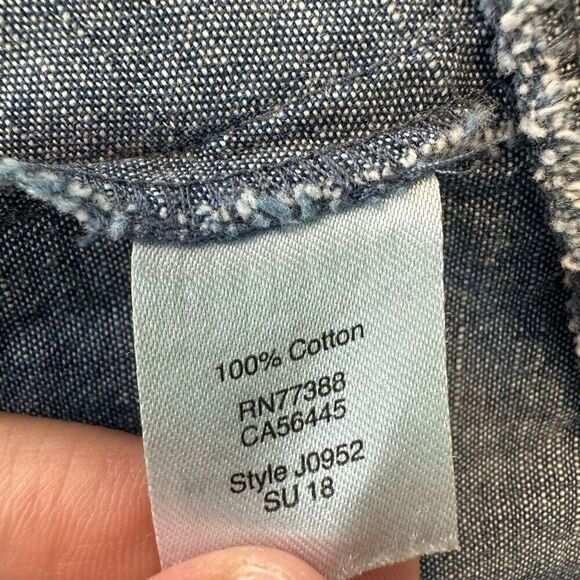 100% Cotton
RN77388
CA56445
Style J0952
SU 18